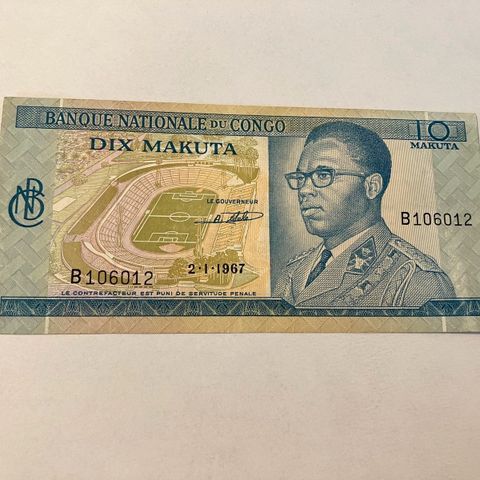 BANQUE NATIONALE DU CONGO
DIX MAKUTA
10
MAKUTA
BNC
LE GOUVERNEUR
B106012
B106012
2·1·1967
LE CONTREFACTEUR EST PUNI DE SERVITUDE PENALE